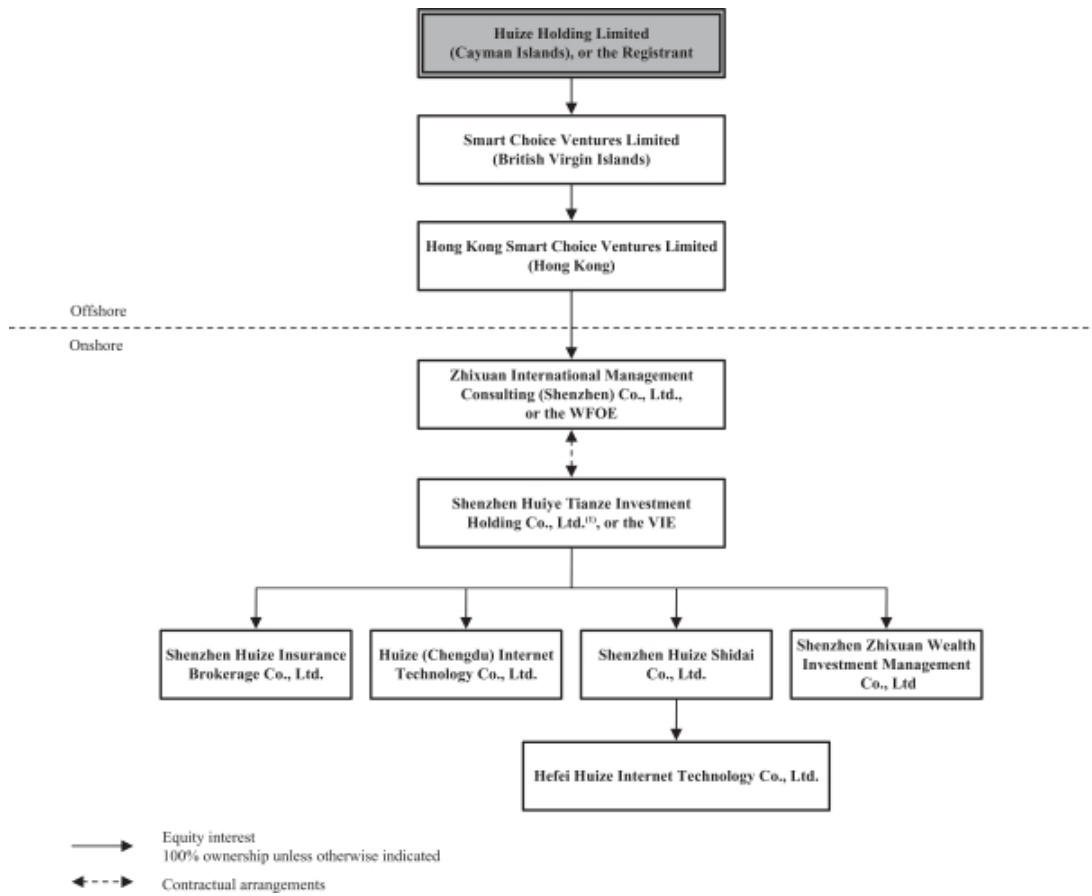 Huize Holding Limited
(Cayman Islands), or the Registrant
Smart Choice Ventures Limited
(British Virgin Islands)
Hong Kong Smart Choice Ventures Limited
(Hong Kong)
Offshore
Onshore
Zhixuan International Management
Consulting (Shenzhen) Co., Ltd.,
or the WFOE
Shenzhen Huiye Tianze Investment
Holding Co., Ltd.(1), or the VIE
Shenzhen Huize Insurance
Brokerage Co., Ltd.
Huize (Chengdu) Internet
Technology Co., Ltd.
Shenzhen Huize Shidai
Co., Ltd.
Shenzhen Zhixuan Wealth
Investment Management
Co., Ltd
Hefei Huize Internet Technology Co., Ltd.
Equity interest
100% ownership unless otherwise indicated
Contractual arrangements